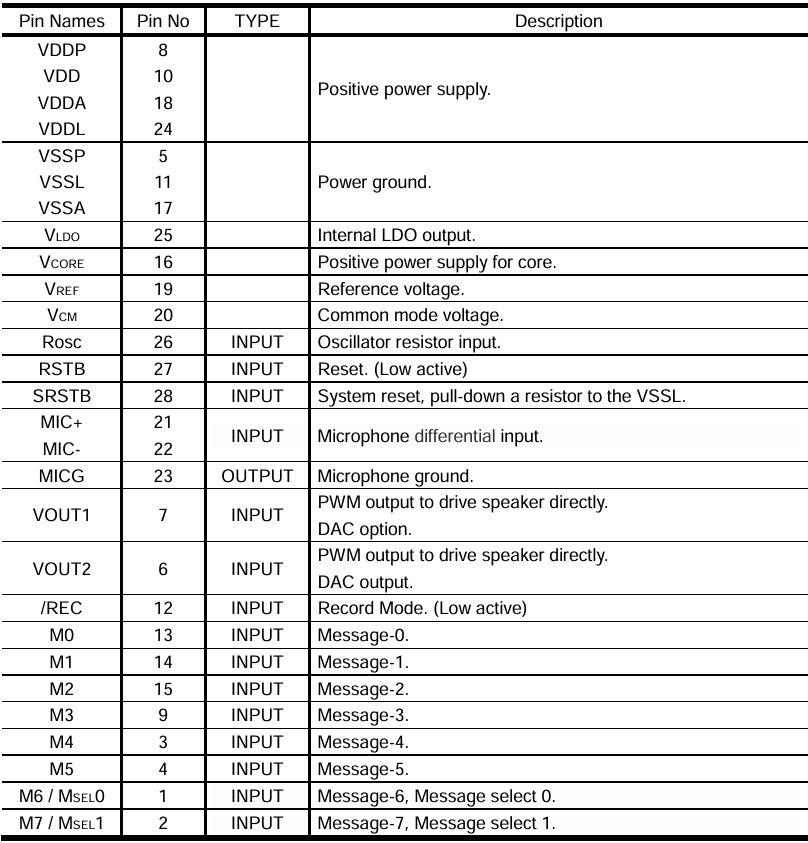 Pin Names Pin No TYPE Description
VDDP 8
VDD 10
Positive power supply.
VDDA 18
VDDL 24
VSSP 5
VSSL 11 Power ground.
VSSA 17
VLDO 25 Internal LDO output.
VCORE 16 Positive power supply for core.
VREF 19 Reference voltage.
VCM 20 Common mode voltage.
Rosc 26 INPUT Oscillator resistor input.
RSTB 27 INPUT Reset. (Low active)
SRSTB 28 INPUT System reset, pull-down a resistor to the VSSL.
MIC+ 21
INPUT Microphone differential input.
MIC- 22
MICG 23 OUTPUT Microphone ground.
PWM output to drive speaker directly.
VOUT1 7 INPUT
DAC option.
PWM output to drive speaker directly.
VOUT2 6 INPUT
DAC output.
/REC 12 INPUT Record Mode. (Low active)
M0 13 INPUT Message-0.
M1 14 INPUT Message-1.
M2 15 INPUT Message-2.
M3 9 INPUT Message-3.
M4 3 INPUT Message-4.
M5 4 INPUT Message-5.
M6 / MSEL0 1 INPUT Message-6, Message select 0.
M7 / MSEL1 2 INPUT Message-7, Message select 1.